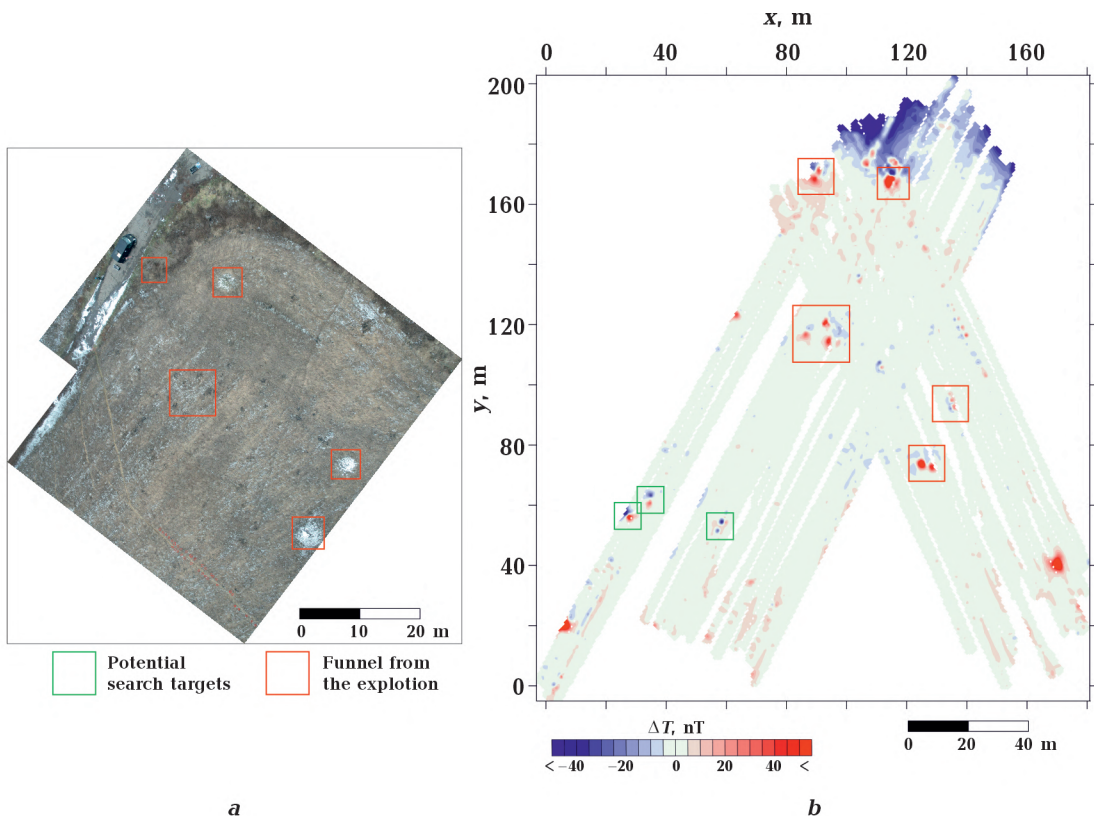 x, m
0 40 80 120 160
200
160
120
y, m
80
40
0
0 10 20 m
Potential
search targets
Funnel from
the explotion
ΔT, nT
< −40 −20 0 20 40 <
0 20 40 m
a
b